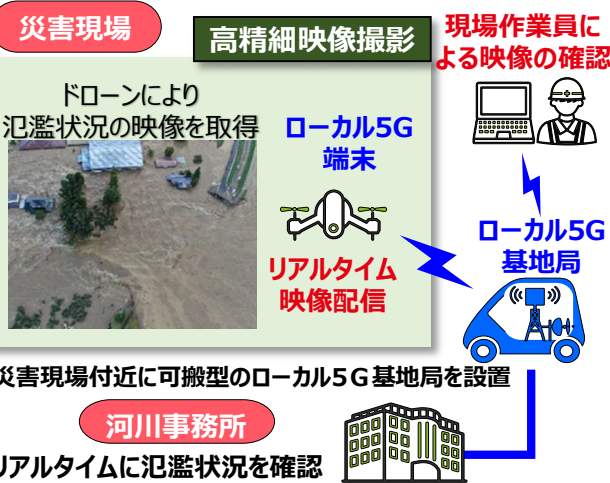 災害現場
高精細映像撮影
現場作業員に
よる映像の確認
ドローンにより
氾濫状況の映像を取得
ローカル5G
端末
リアルタイム
映像配信
ローカル5G
基地局
災害現場付近に可搬型のローカル5G基地局を設置
河川事務所
リアルタイムに氾濫状況を確認